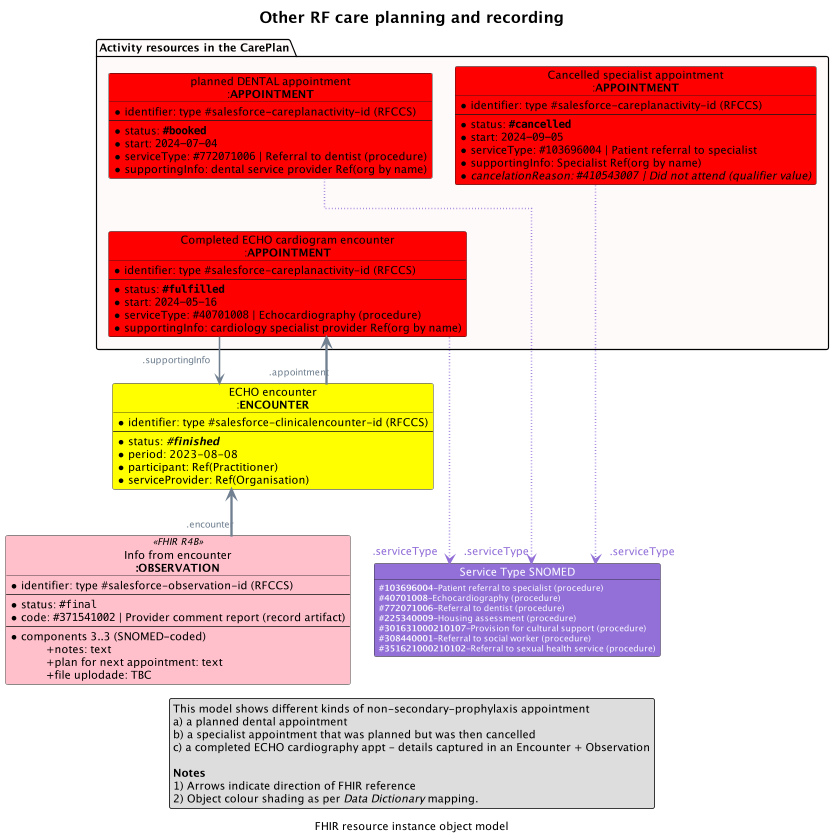 Other RF care planning and recording
Activity resources in the CarePlan
planned DENTAL appointment
:APPOINTMENT
• identifier: type #salesforce-careplanactivity-id (RFCCS)
• status: #booked
• start: 2024-07-04
• serviceType: #772071006 | Referral to dentist (procedure)
• supportingInfo: dental service provider Ref(org by name)
Cancelled specialist appointment
:APPOINTMENT
• identifier: type #salesforce-careplanactivity-id (RFCCS)
• status: #cancelled
• start: 2024-09-05
• serviceType: #103696004 | Patient referral to specialist
• supportingInfo: Specialist Ref(org by name)
• cancelationReason: #410543007 | Did not attend (qualifier value)
Completed ECHO cardiogram encounter
:APPOINTMENT
• identifier: type #salesforce-careplanactivity-id (RFCCS)
• status: #fulfilled
• start: 2024-05-16
• serviceType: #40701008 | Echocardiography (procedure)
• supportingInfo: cardiology specialist provider Ref(org by name)
.supportingInfo
.appointment
ECHO encounter
:ENCOUNTER
• identifier: type #salesforce-clinicalencounter-id (RFCCS)
• status: #finished
• period: 2023-08-08
• participant: Ref(Practitioner)
• serviceProvider: Ref(Organisation)
.encounter
«FHIR R4B»
Info from encounter
:OBSERVATION
• identifier: type #salesforce-observation-id (RFCCS)
• status: #final
• code: #371541002 | Provider comment report (record artifact)
• components 3..3 (SNOMED-coded)
+notes: text
+plan for next appointment: text
+file uplodade: TBC
.serviceType
.serviceType
.serviceType
Service Type SNOMED
#103696004-Patient referral to specialist (procedure)
#40701008-Echocardiography (procedure)
#772071006-Referral to dentist (procedure)
#225340009-Housing assessment (procedure)
#301631000210107-Provision for cultural support (procedure)
#308440001-Referral to social worker (procedure)
#351621000210102-Referral to sexual health service (procedure)
This model shows different kinds of non-secondary-prophylaxis appointment
a) a planned dental appointment
b) a specialist appointment that was planned but was then cancelled
c) a completed ECHO cardiography appt - details captured in an Encounter + Observation
Notes
1) Arrows indicate direction of FHIR reference
2) Object colour shading as per Data Dictionary mapping.
FHIR resource instance object model